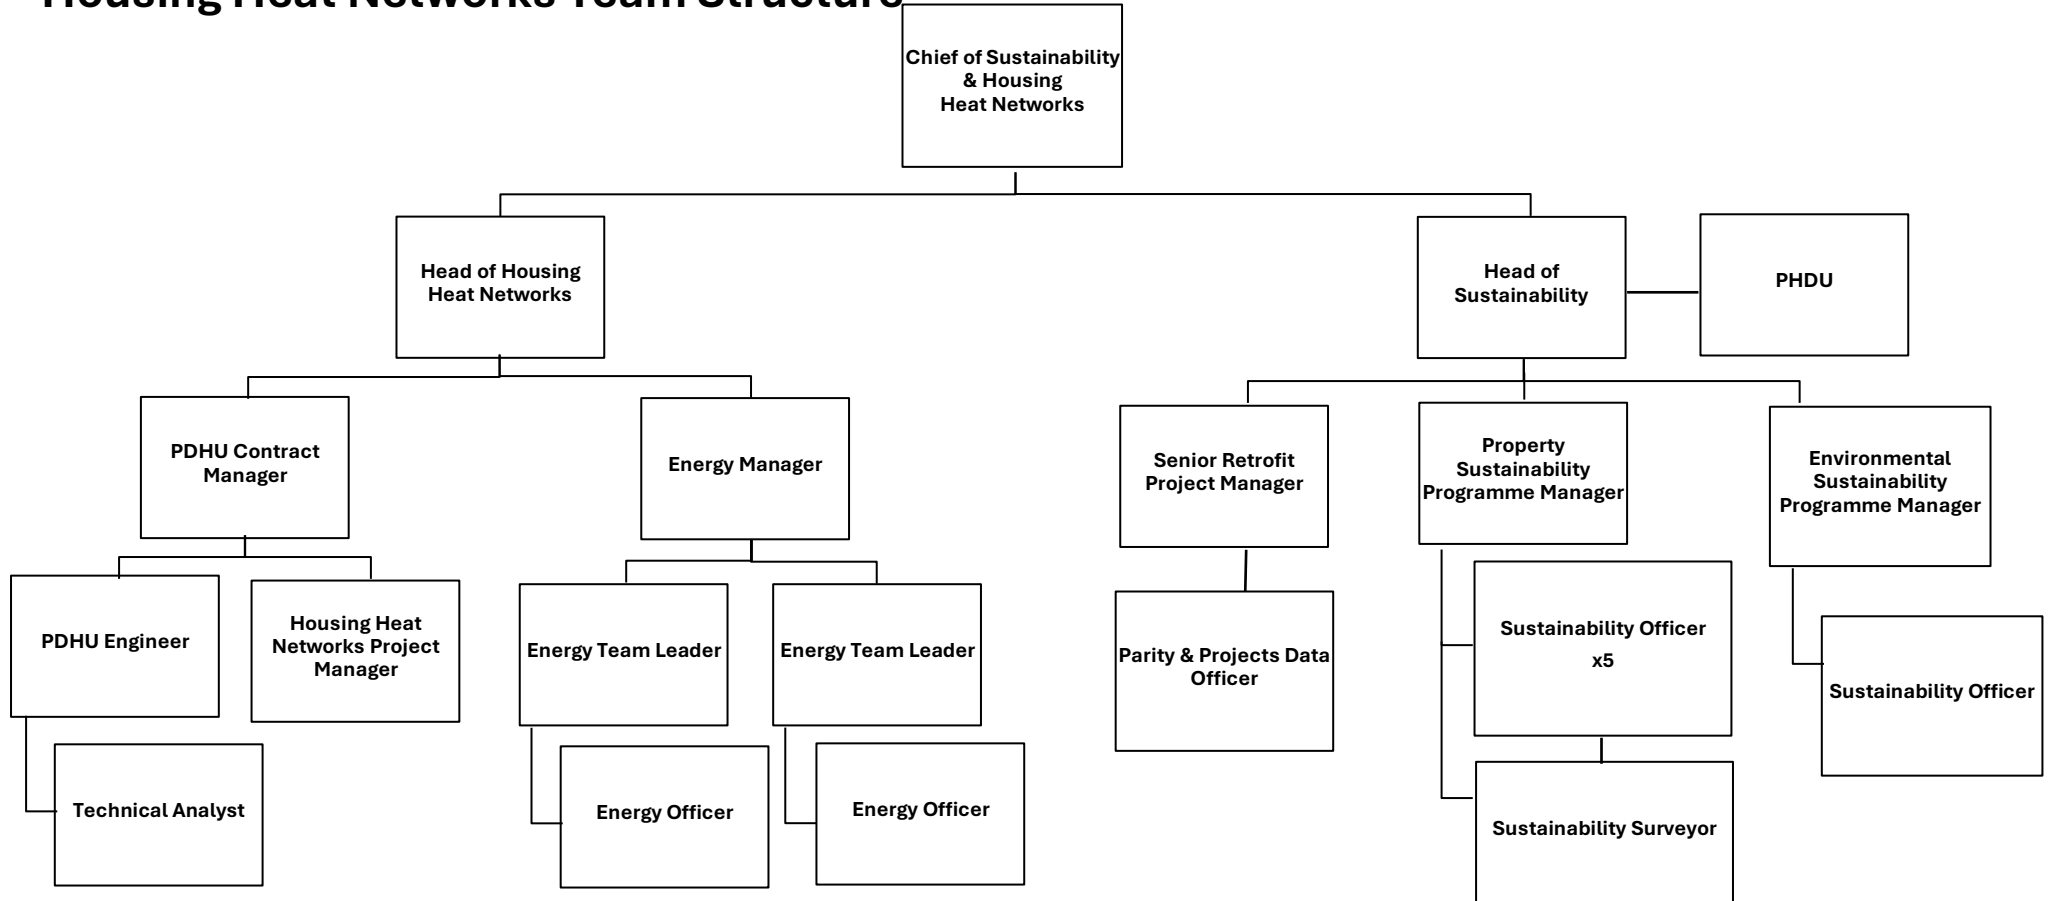 Housing Heat Networks Team Structure
Chief of Sustainability
& Housing
Heat Networks
Head of Housing
Heat Networks
Head of
Sustainability
PHDU
PDHU Contract
Manager
Energy Manager
Senior Retrofit
Project Manager
Property
Sustainability
Programme Manager
Environmental
Sustainability
Programme Manager
PDHU Engineer
Housing Heat
Networks Project
Manager
Energy Team Leader
Energy Team Leader
Parity & Projects Data
Officer
Sustainability Officer
x5
Sustainability Officer
Technical Analyst
Energy Officer
Energy Officer
Sustainability Surveyor